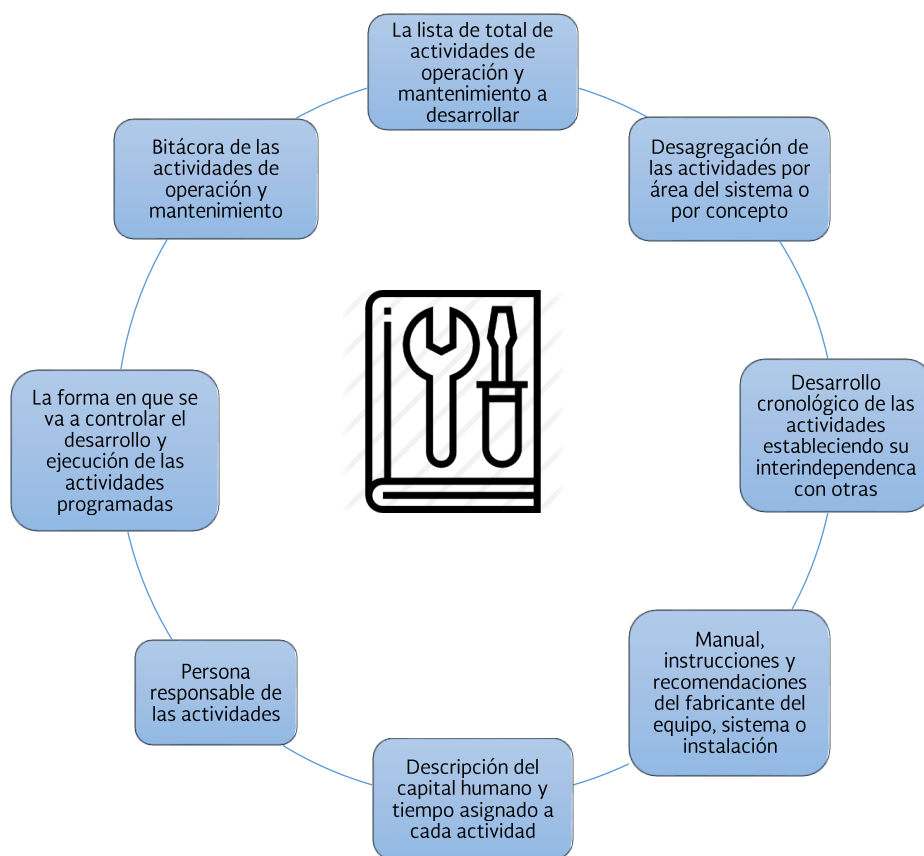 La lista de total de
actividades de
operación y
mantenimiento a
desarrollar
Desagregación de
las actividades por
área del sistema o
por concepto
Desarrollo
cronológico de las
actividades
estableciendo su
interindependenca
con otras
Manual,
instrucciones y
recomendaciones
del fabricante del
equipo, sistema o
instalación
Descripción del
capital humano y
tiempo asignado a
cada actividad
Persona
responsable de
las actividades
La forma en que se
va a controlar el
desarrollo y
ejecución de las
actividades
programadas
Bitácora de las
actividades de
operación y
mantenimiento